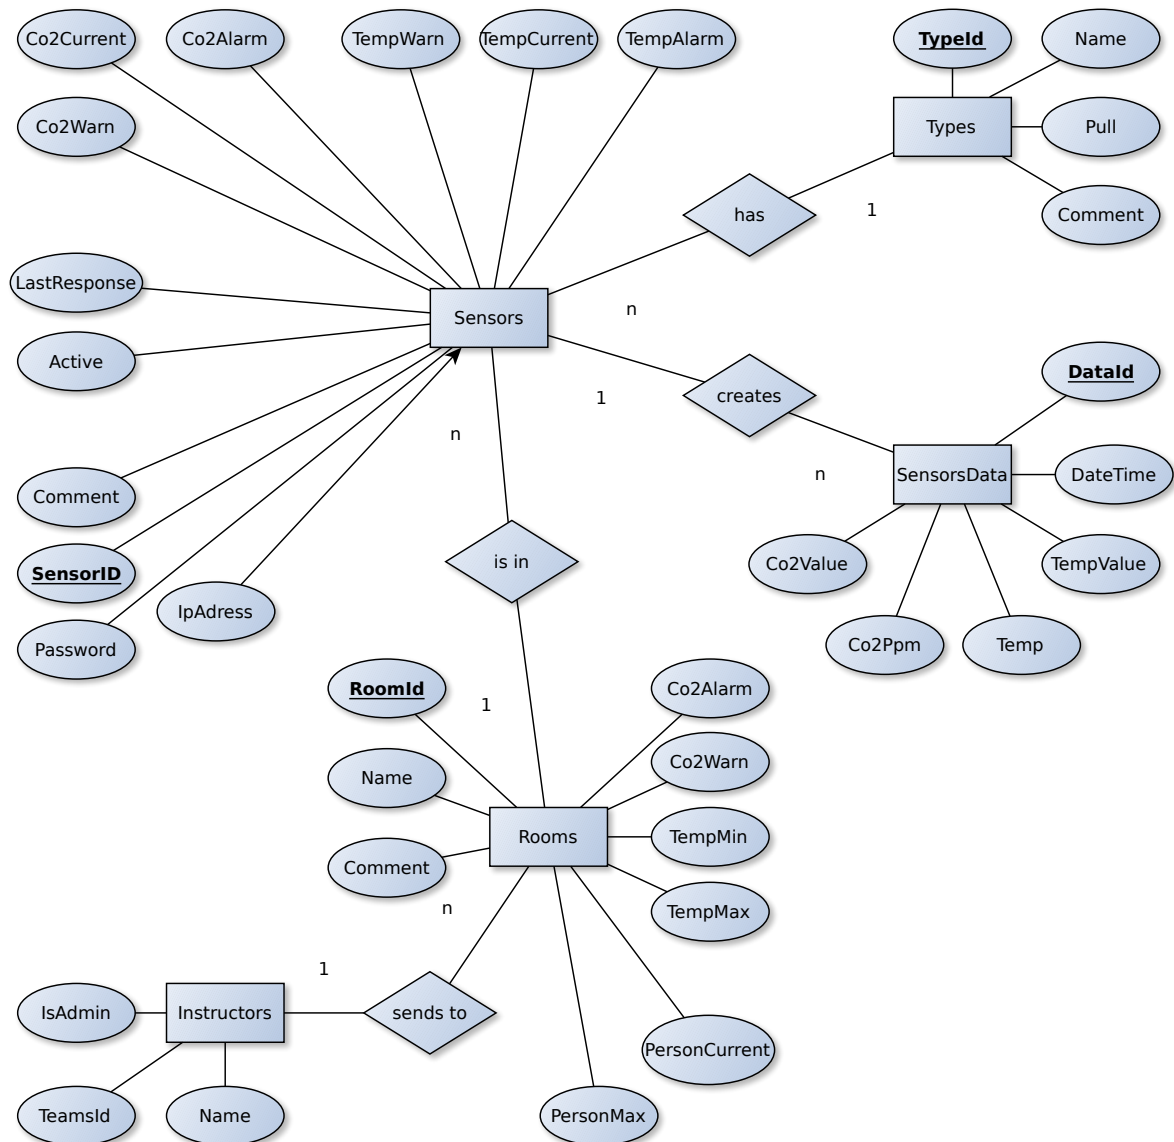 Co2Current
Co2Alarm
TempWarn
TempCurrent
TempAlarm
TypeId
Name
Co2Warn
Types
Pull
has
1
Comment
LastResponse
Sensors
n
Active
creates
1
DataId
n
Comment
SensorsData
DateTime
n
SensorID
is in
Co2Value
TempValue
IpAdress
Password
Co2Ppm
Temp
RoomId
Co2Alarm
1
Name
Co2Warn
Rooms
TempMin
Comment
TempMax
n
1
IsAdmin
Instructors
sends to
PersonCurrent
TeamsId
Name
PersonMax